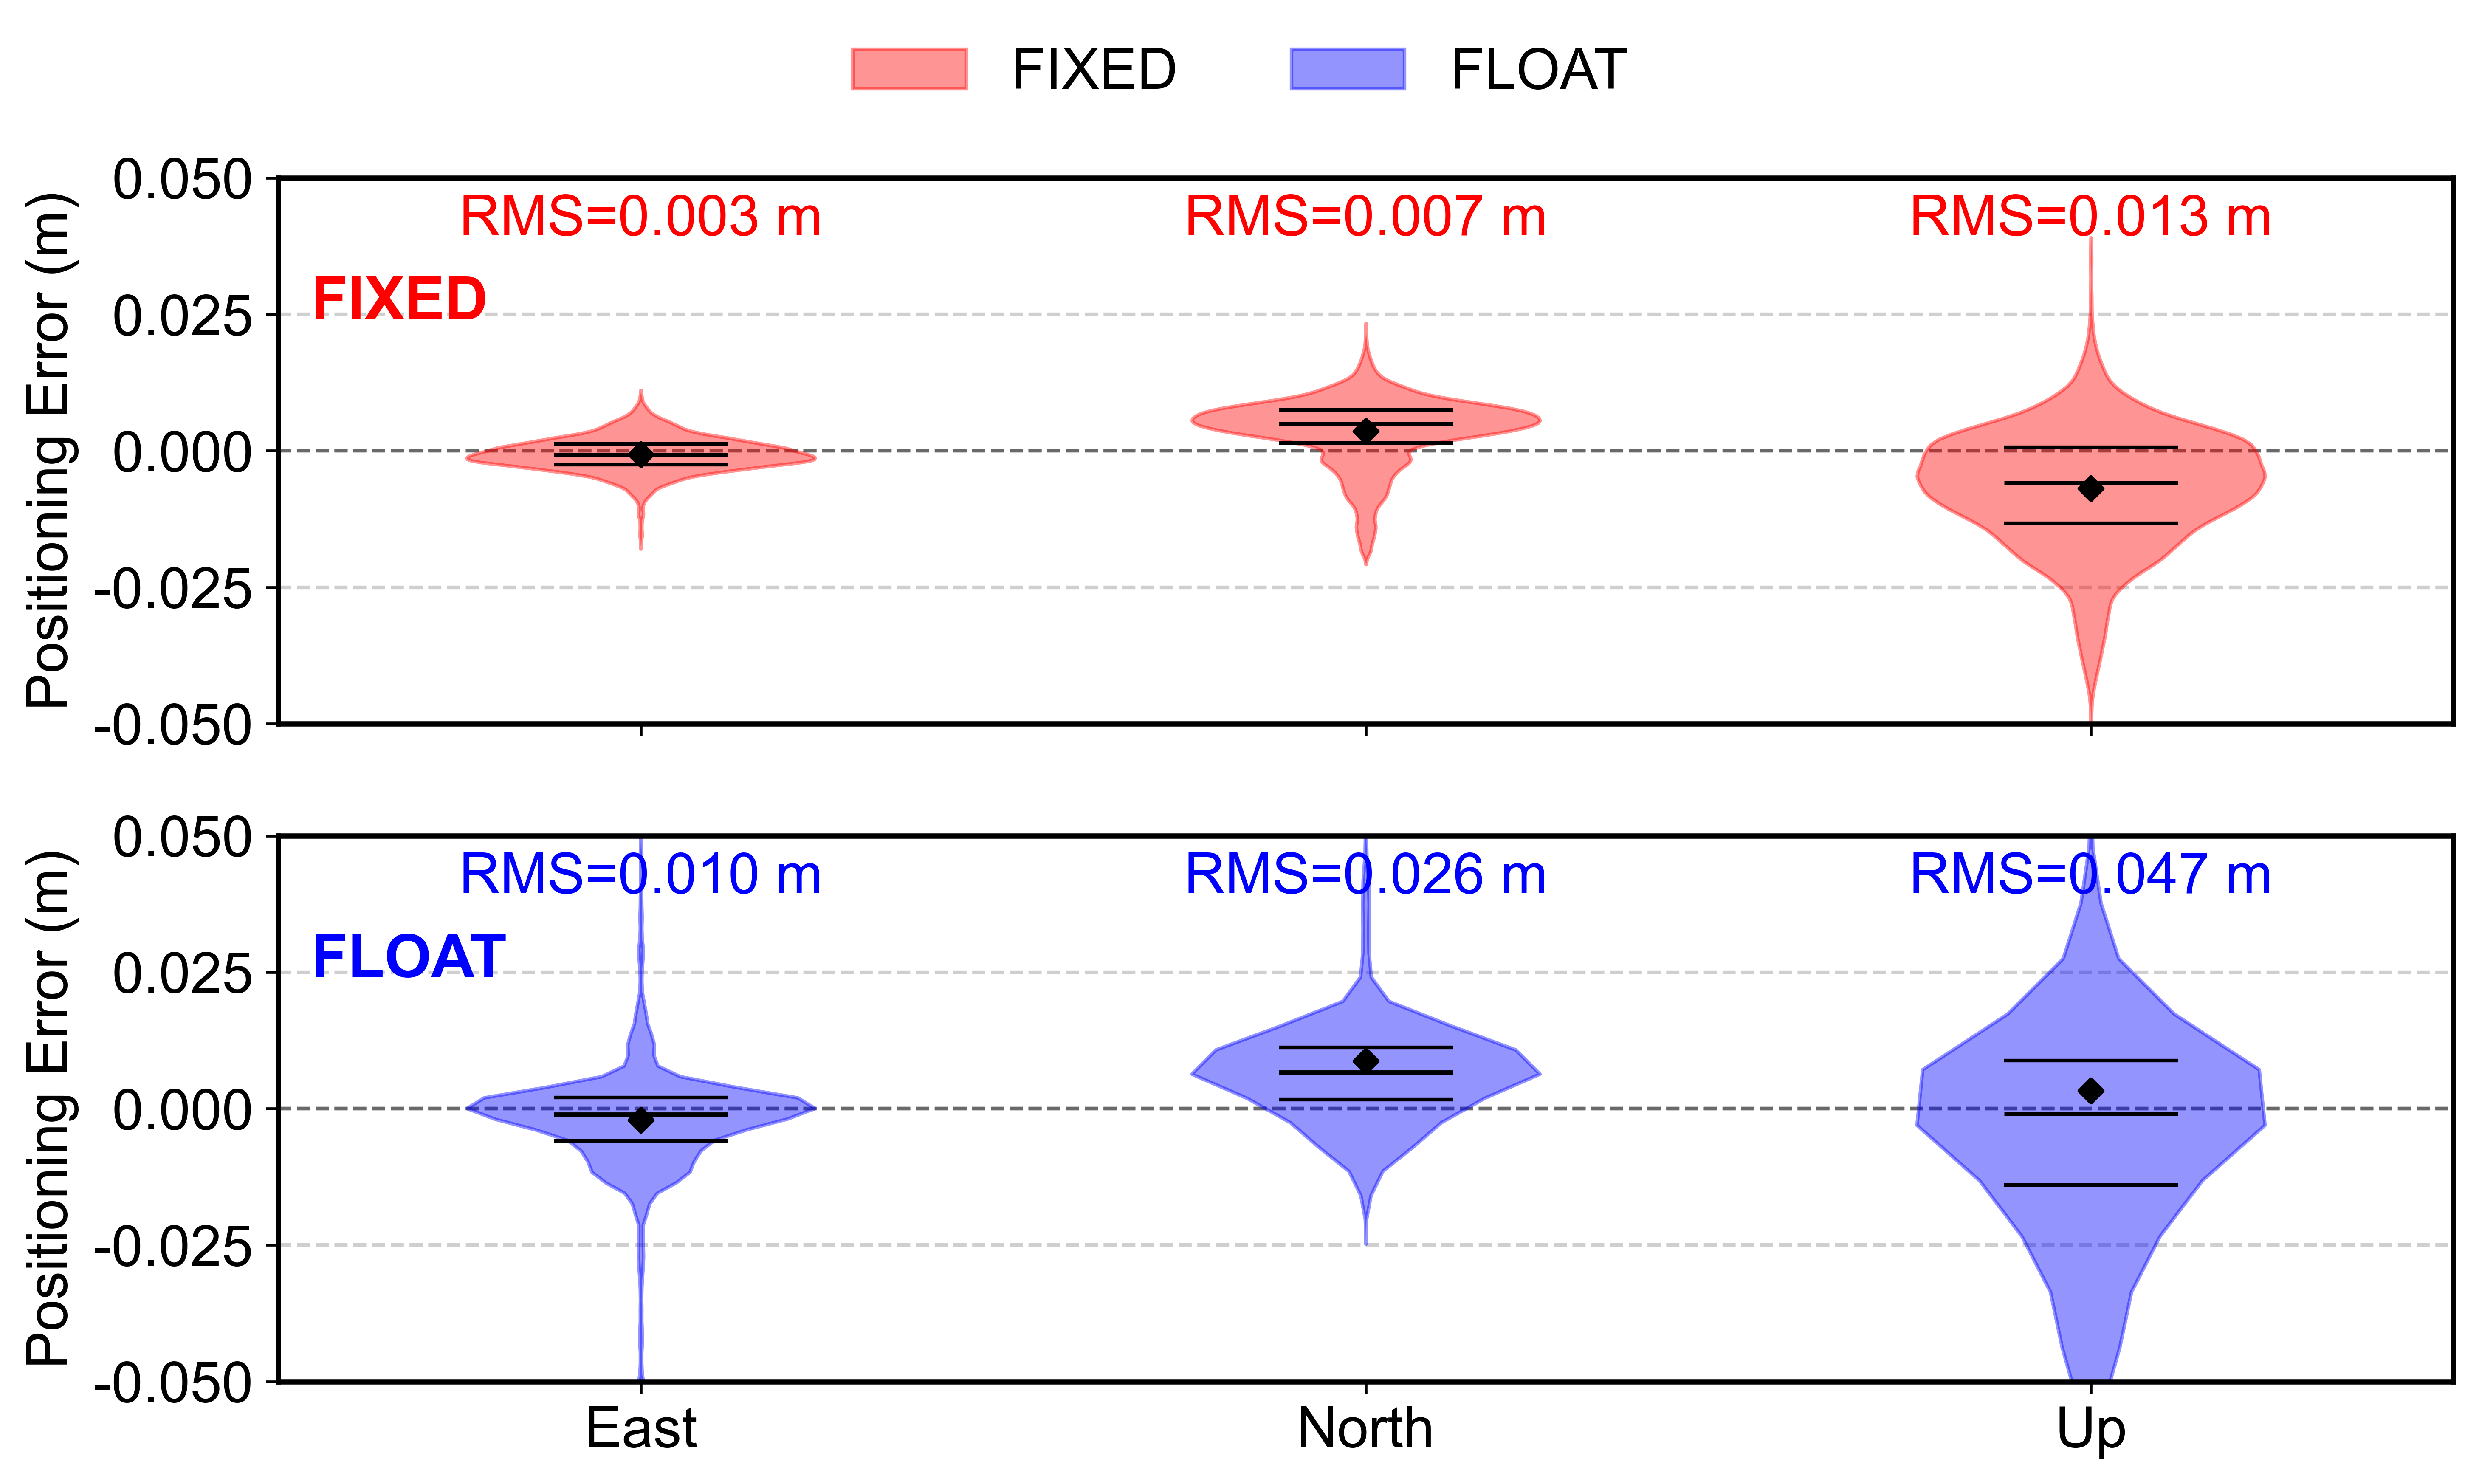 FIXED FLOAT
Positioning Error (m)
0.050
0.025
0.000
-0.025
-0.050
RMS=0.003 m RMS=0.007 m RMS=0.013 m
FIXED
Positioning Error (m)
0.050
0.025
0.000
-0.025
-0.050
RMS=0.010 m RMS=0.026 m RMS=0.047 m
FLOAT
East North Up